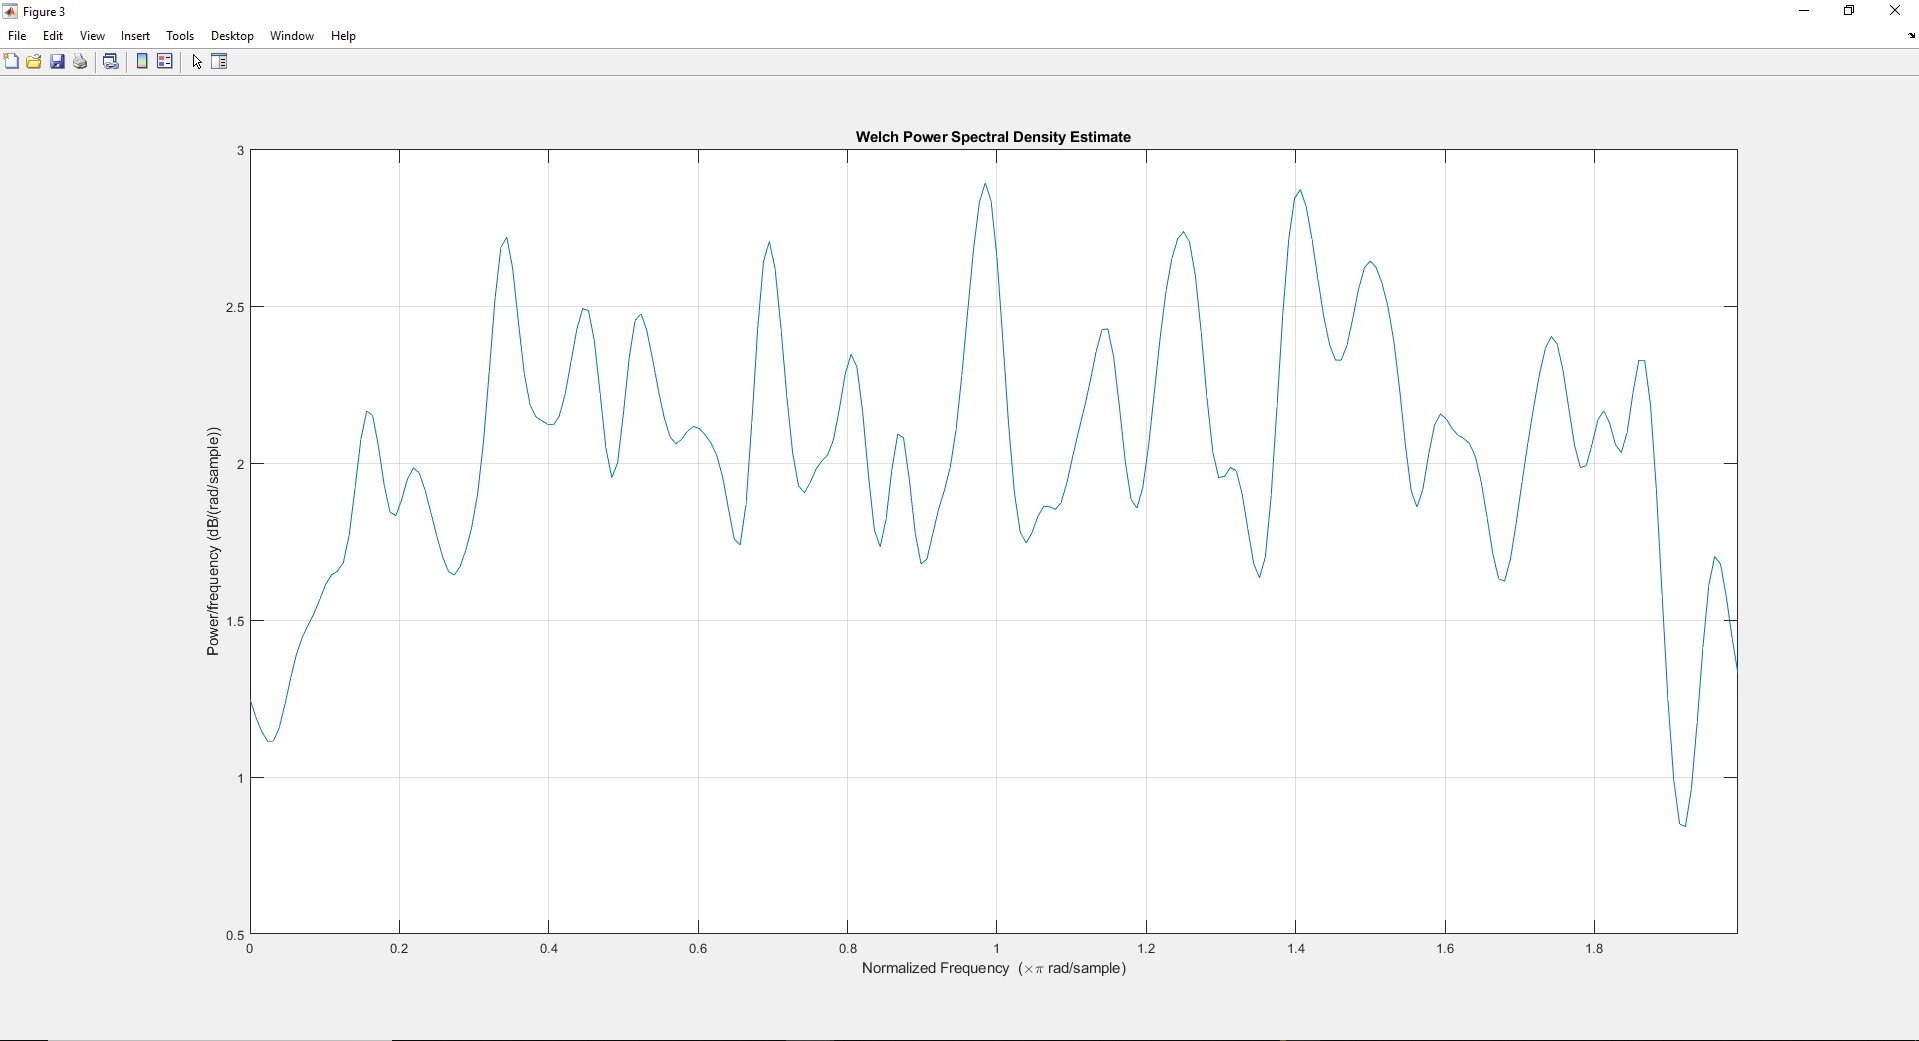 Figure 3
File Edit View Insert Tools Desktop Window Help
Welch Power Spectral Density Estimate
Power/frequency (dB/(rad/sample))
3
2.5
2
1.5
1
0.5
0 0.2 0.4 0.6 0.8 1 1.2 1.4 1.6 1.8
Normalized Frequency (×π rad/sample)